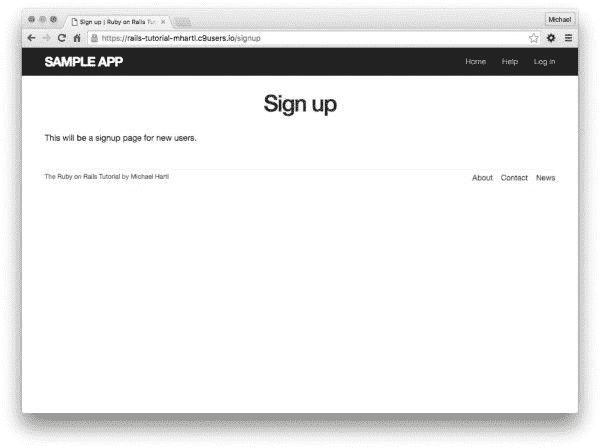 Sign up | Ruby on Rails Tut
Michael
https://rails-tutorial-mhartl.c9users.io/signup
SAMPLE APP
Home Help Log in
Sign up
This will be a signup page for new users.
The Ruby on Rails Tutorial by Michael Hartl
About Contact News